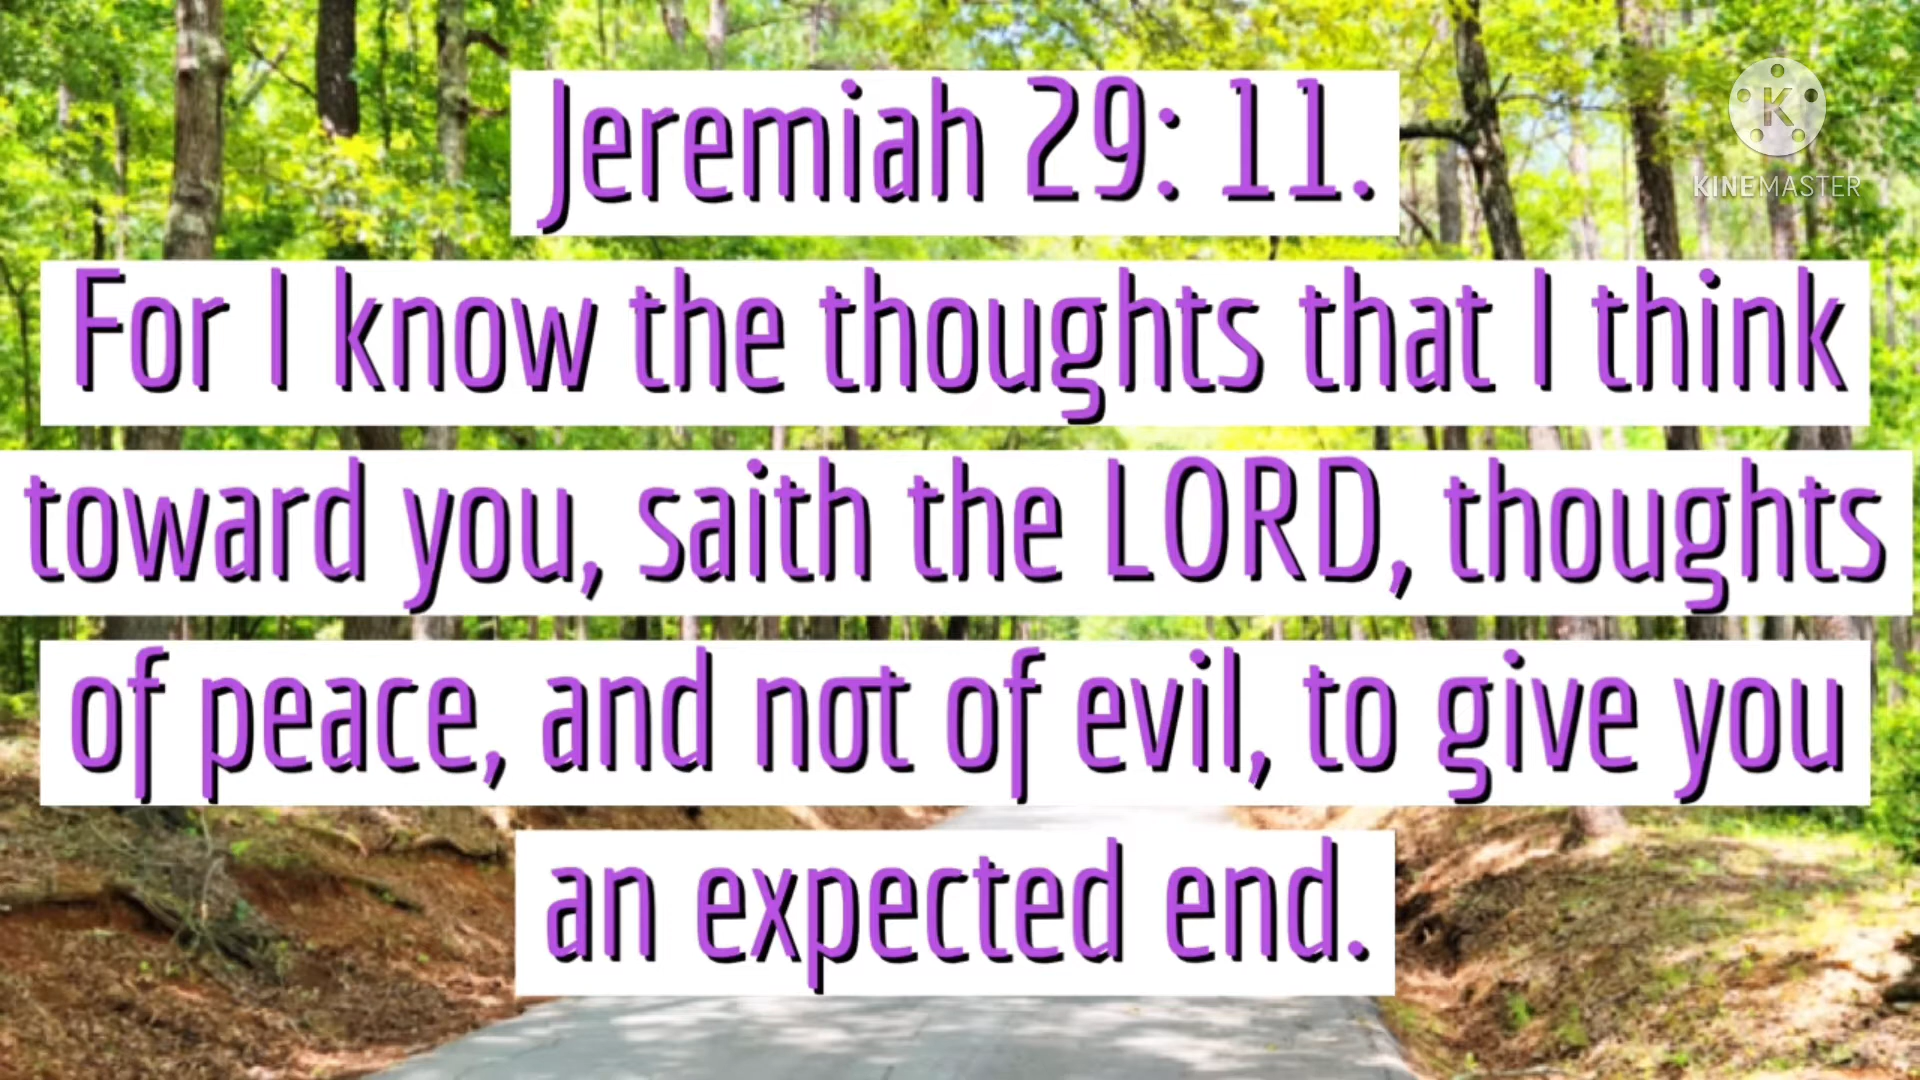 Jeremiah 29: 11.
For I know the thoughts that I think
toward you, saith the LORD, thoughts
of peace, and not of evil, to give you
an expected end.
K
KINEMASTER